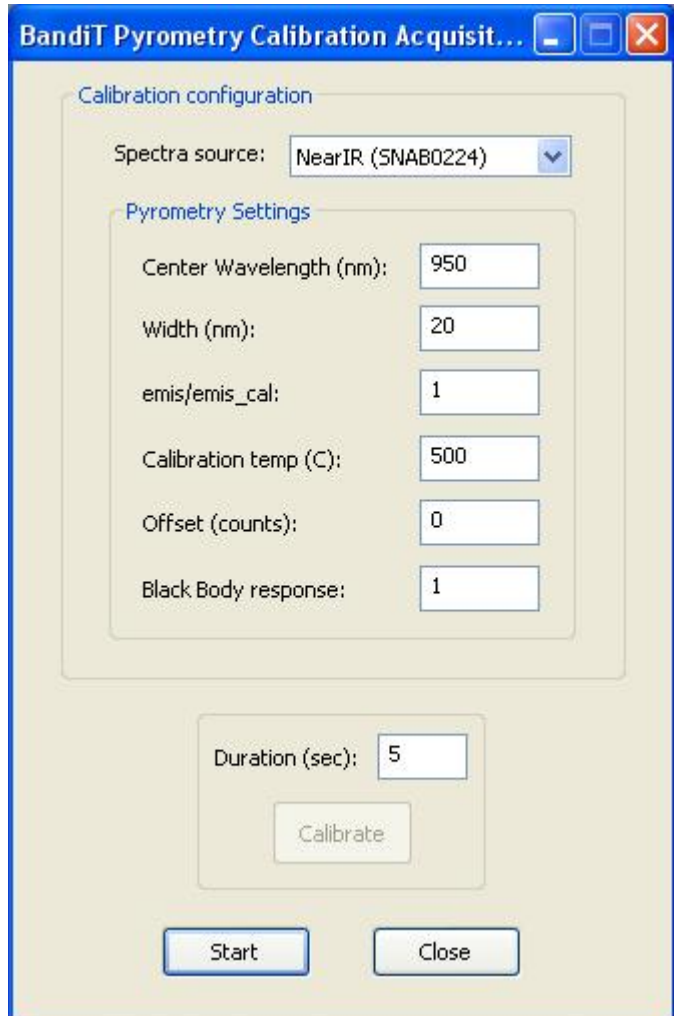 BandiT Pyrometry Calibration Acquisit...
Calibration configuration
Spectra source: NearIR (SNAB0224)
Pyrometry Settings
Center Wavelength (nm): 950
Width (nm): 20
emis/emis_cal: 1
Calibration temp (C): 500
Offset (counts): 0
Black Body response: 1
Duration (sec): 5
Calibrate
Start Close